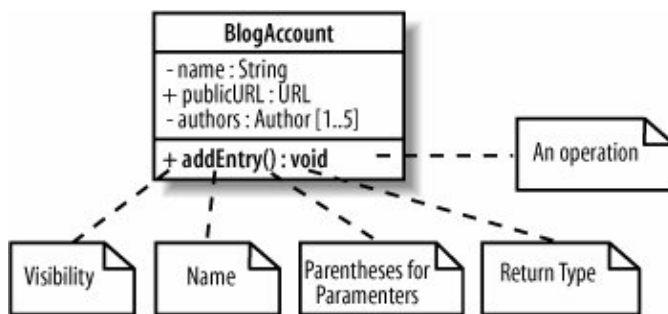 BlogAccount
- name : String
+ publicURL : URL
- authors : Author [1..5]
+ addEntry() : void
An operation
Visibility
Name
Parentheses for
Paramenters
Return Type